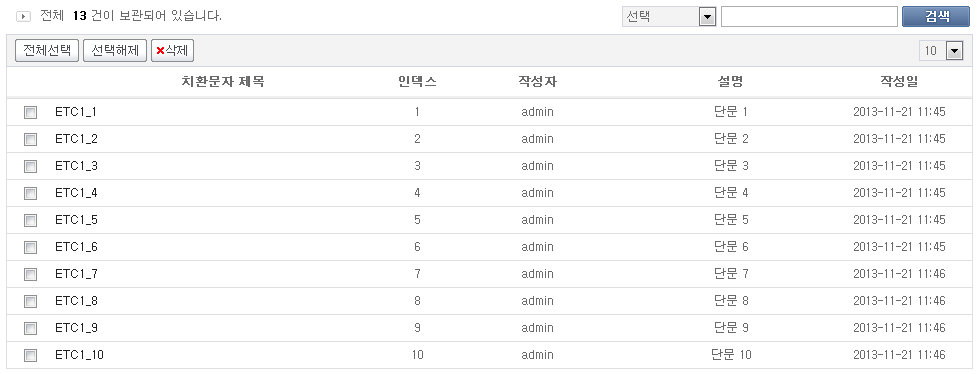 전체 13 건이 보관되어 있습니다. 선택 검색
전체선택 선택해제 삭제 10
치환문자 제목 인덱스 작성자 설명 작성일
ETC1_1 1 admin 단문 1 2013-11-21 11:45
ETC1_2 2 admin 단문 2 2013-11-21 11:45
ETC1_3 3 admin 단문 3 2013-11-21 11:45
ETC1_4 4 admin 단문 4 2013-11-21 11:45
ETC1_5 5 admin 단문 5 2013-11-21 11:45
ETC1_6 6 admin 단문 6 2013-11-21 11:45
ETC1_7 7 admin 단문 7 2013-11-21 11:46
ETC1_8 8 admin 단문 8 2013-11-21 11:46
ETC1_9 9 admin 단문 9 2013-11-21 11:46
ETC1_10 10 admin 단문 10 2013-11-21 11:46